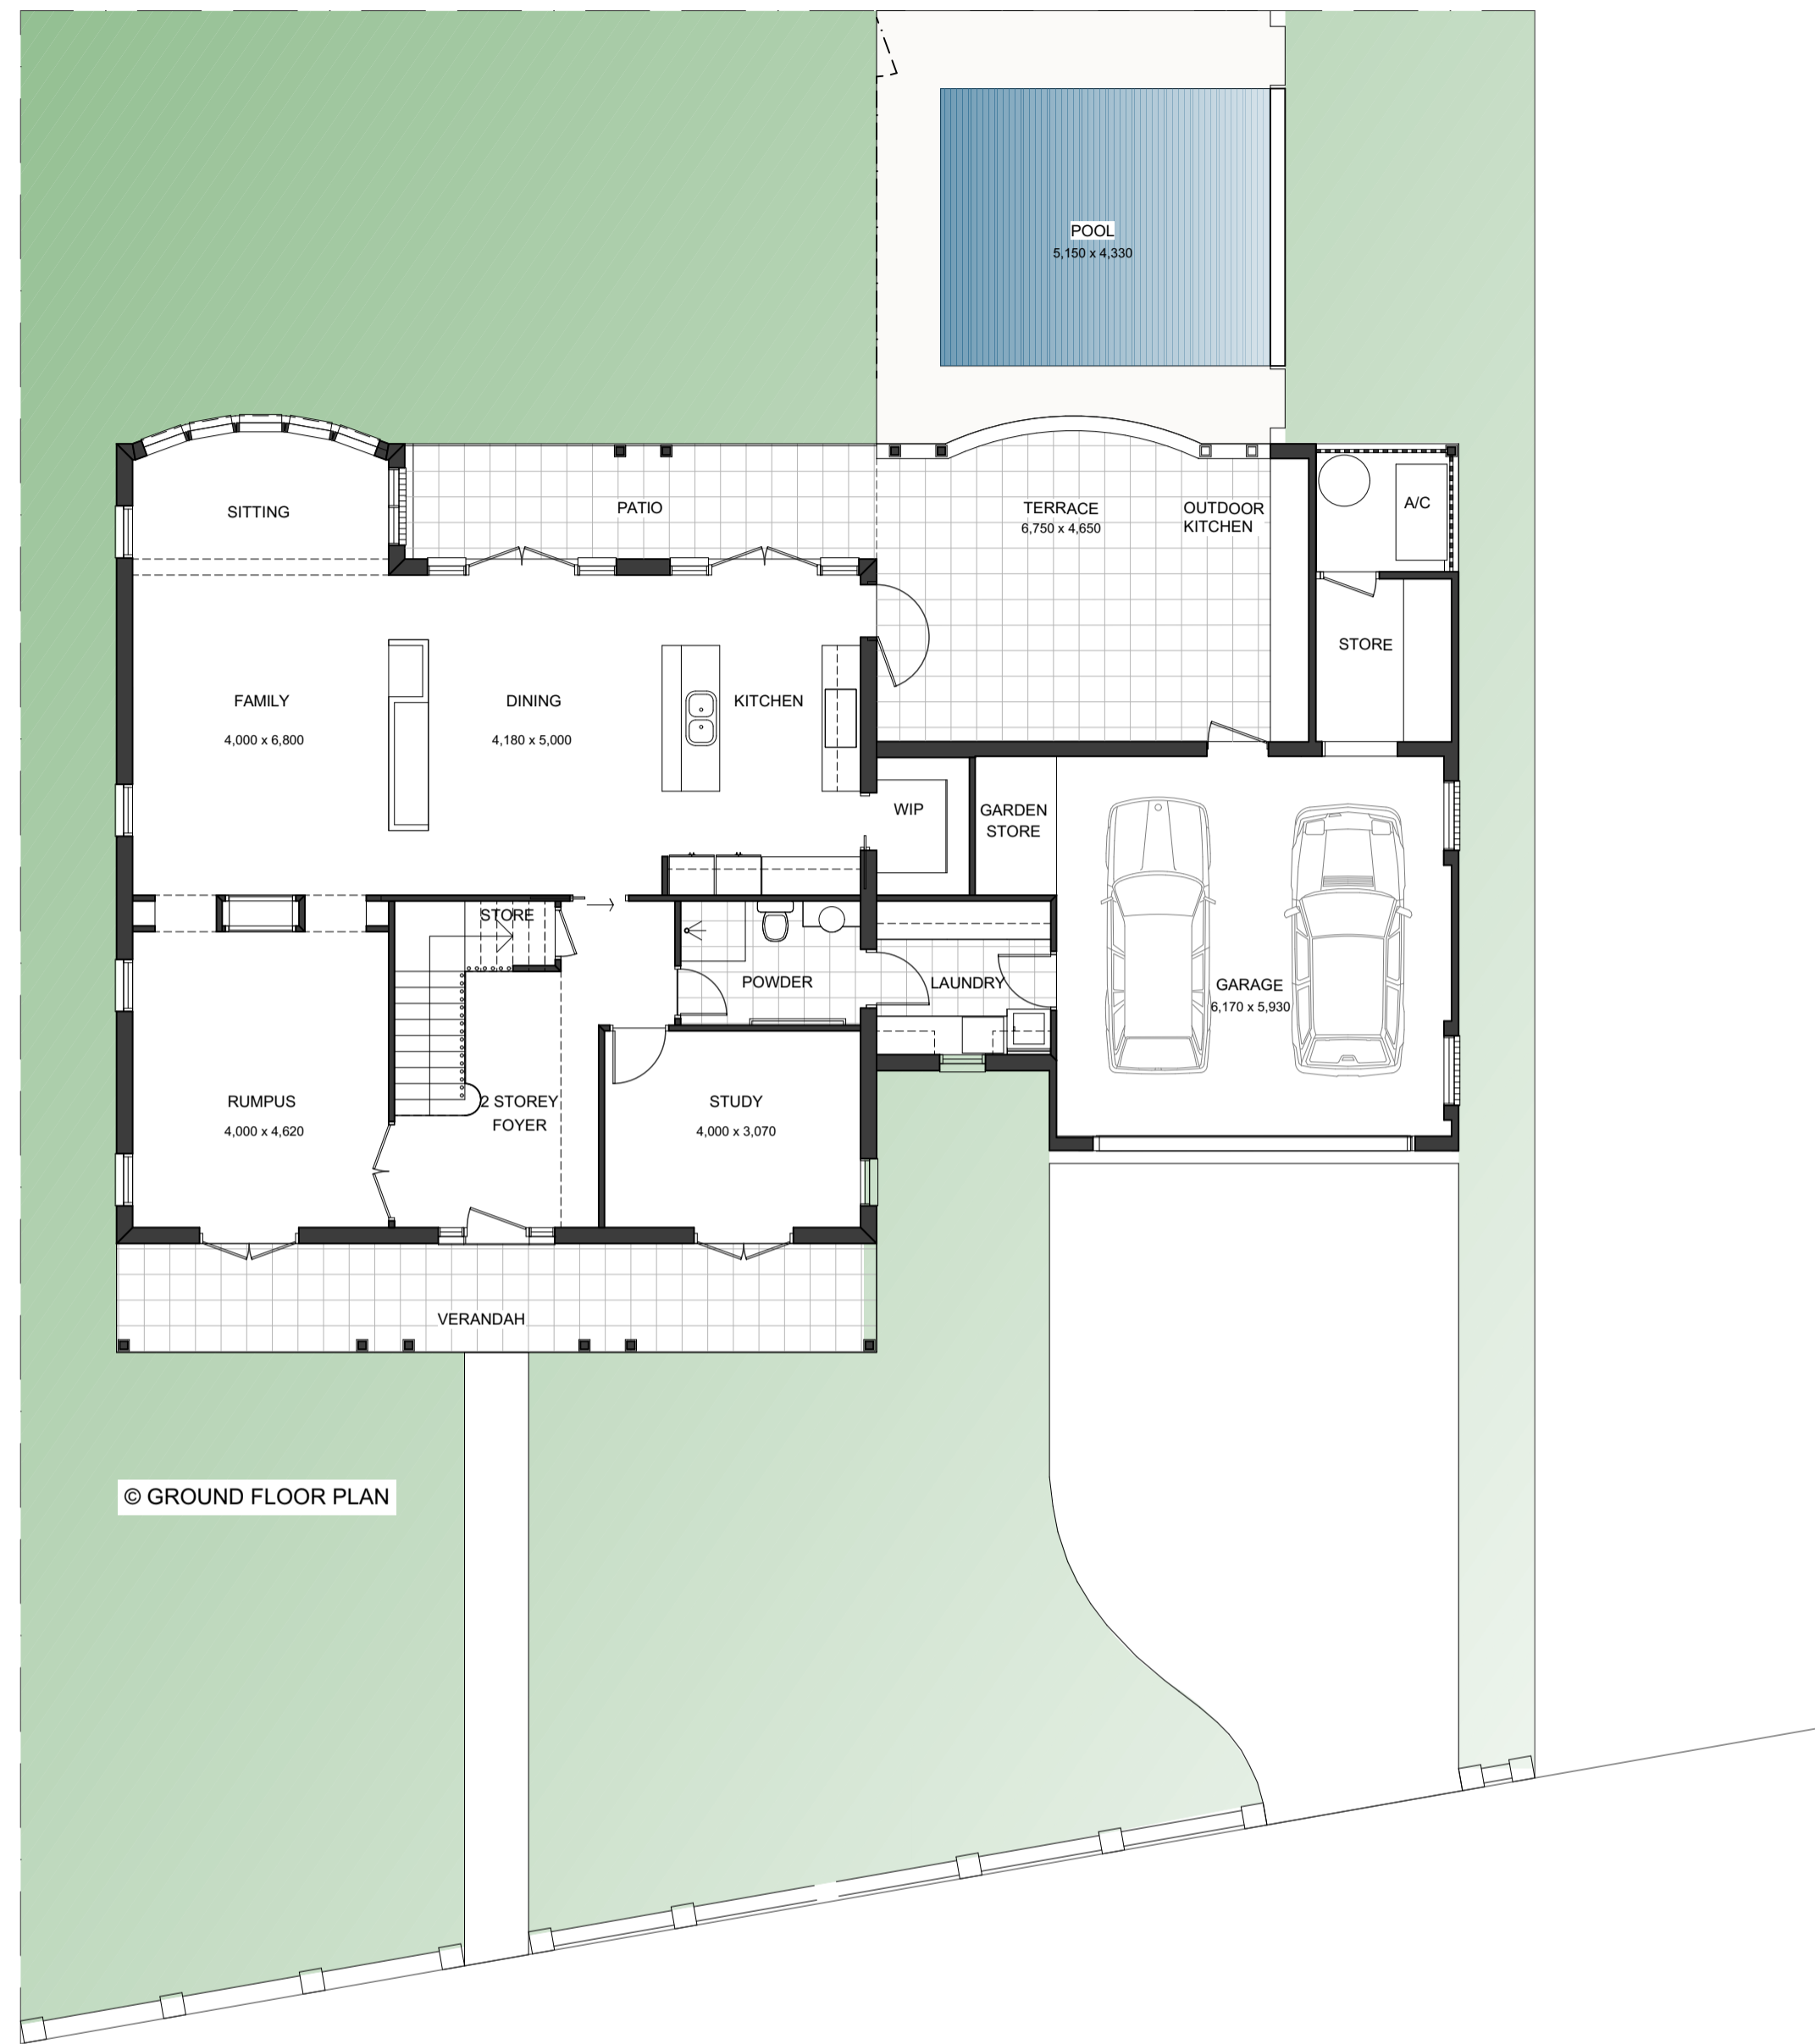 POOL
5,150 x 4,330
SITTING
PATIO
TERRACE
6,750 x 4,650
OUTDOOR
KITCHEN
A/C
STORE
FAMILY
4,000 x 6,800
DINING
4,180 x 5,000
KITCHEN
WIP
GARDEN
STORE
STORE
POWDER
LAUNDRY
GARAGE
6,170 x 5,930
RUMPUS
4,000 x 4,620
2 STOREY
FOYER
STUDY
4,000 x 3,070
VERANDAH
© GROUND FLOOR PLAN